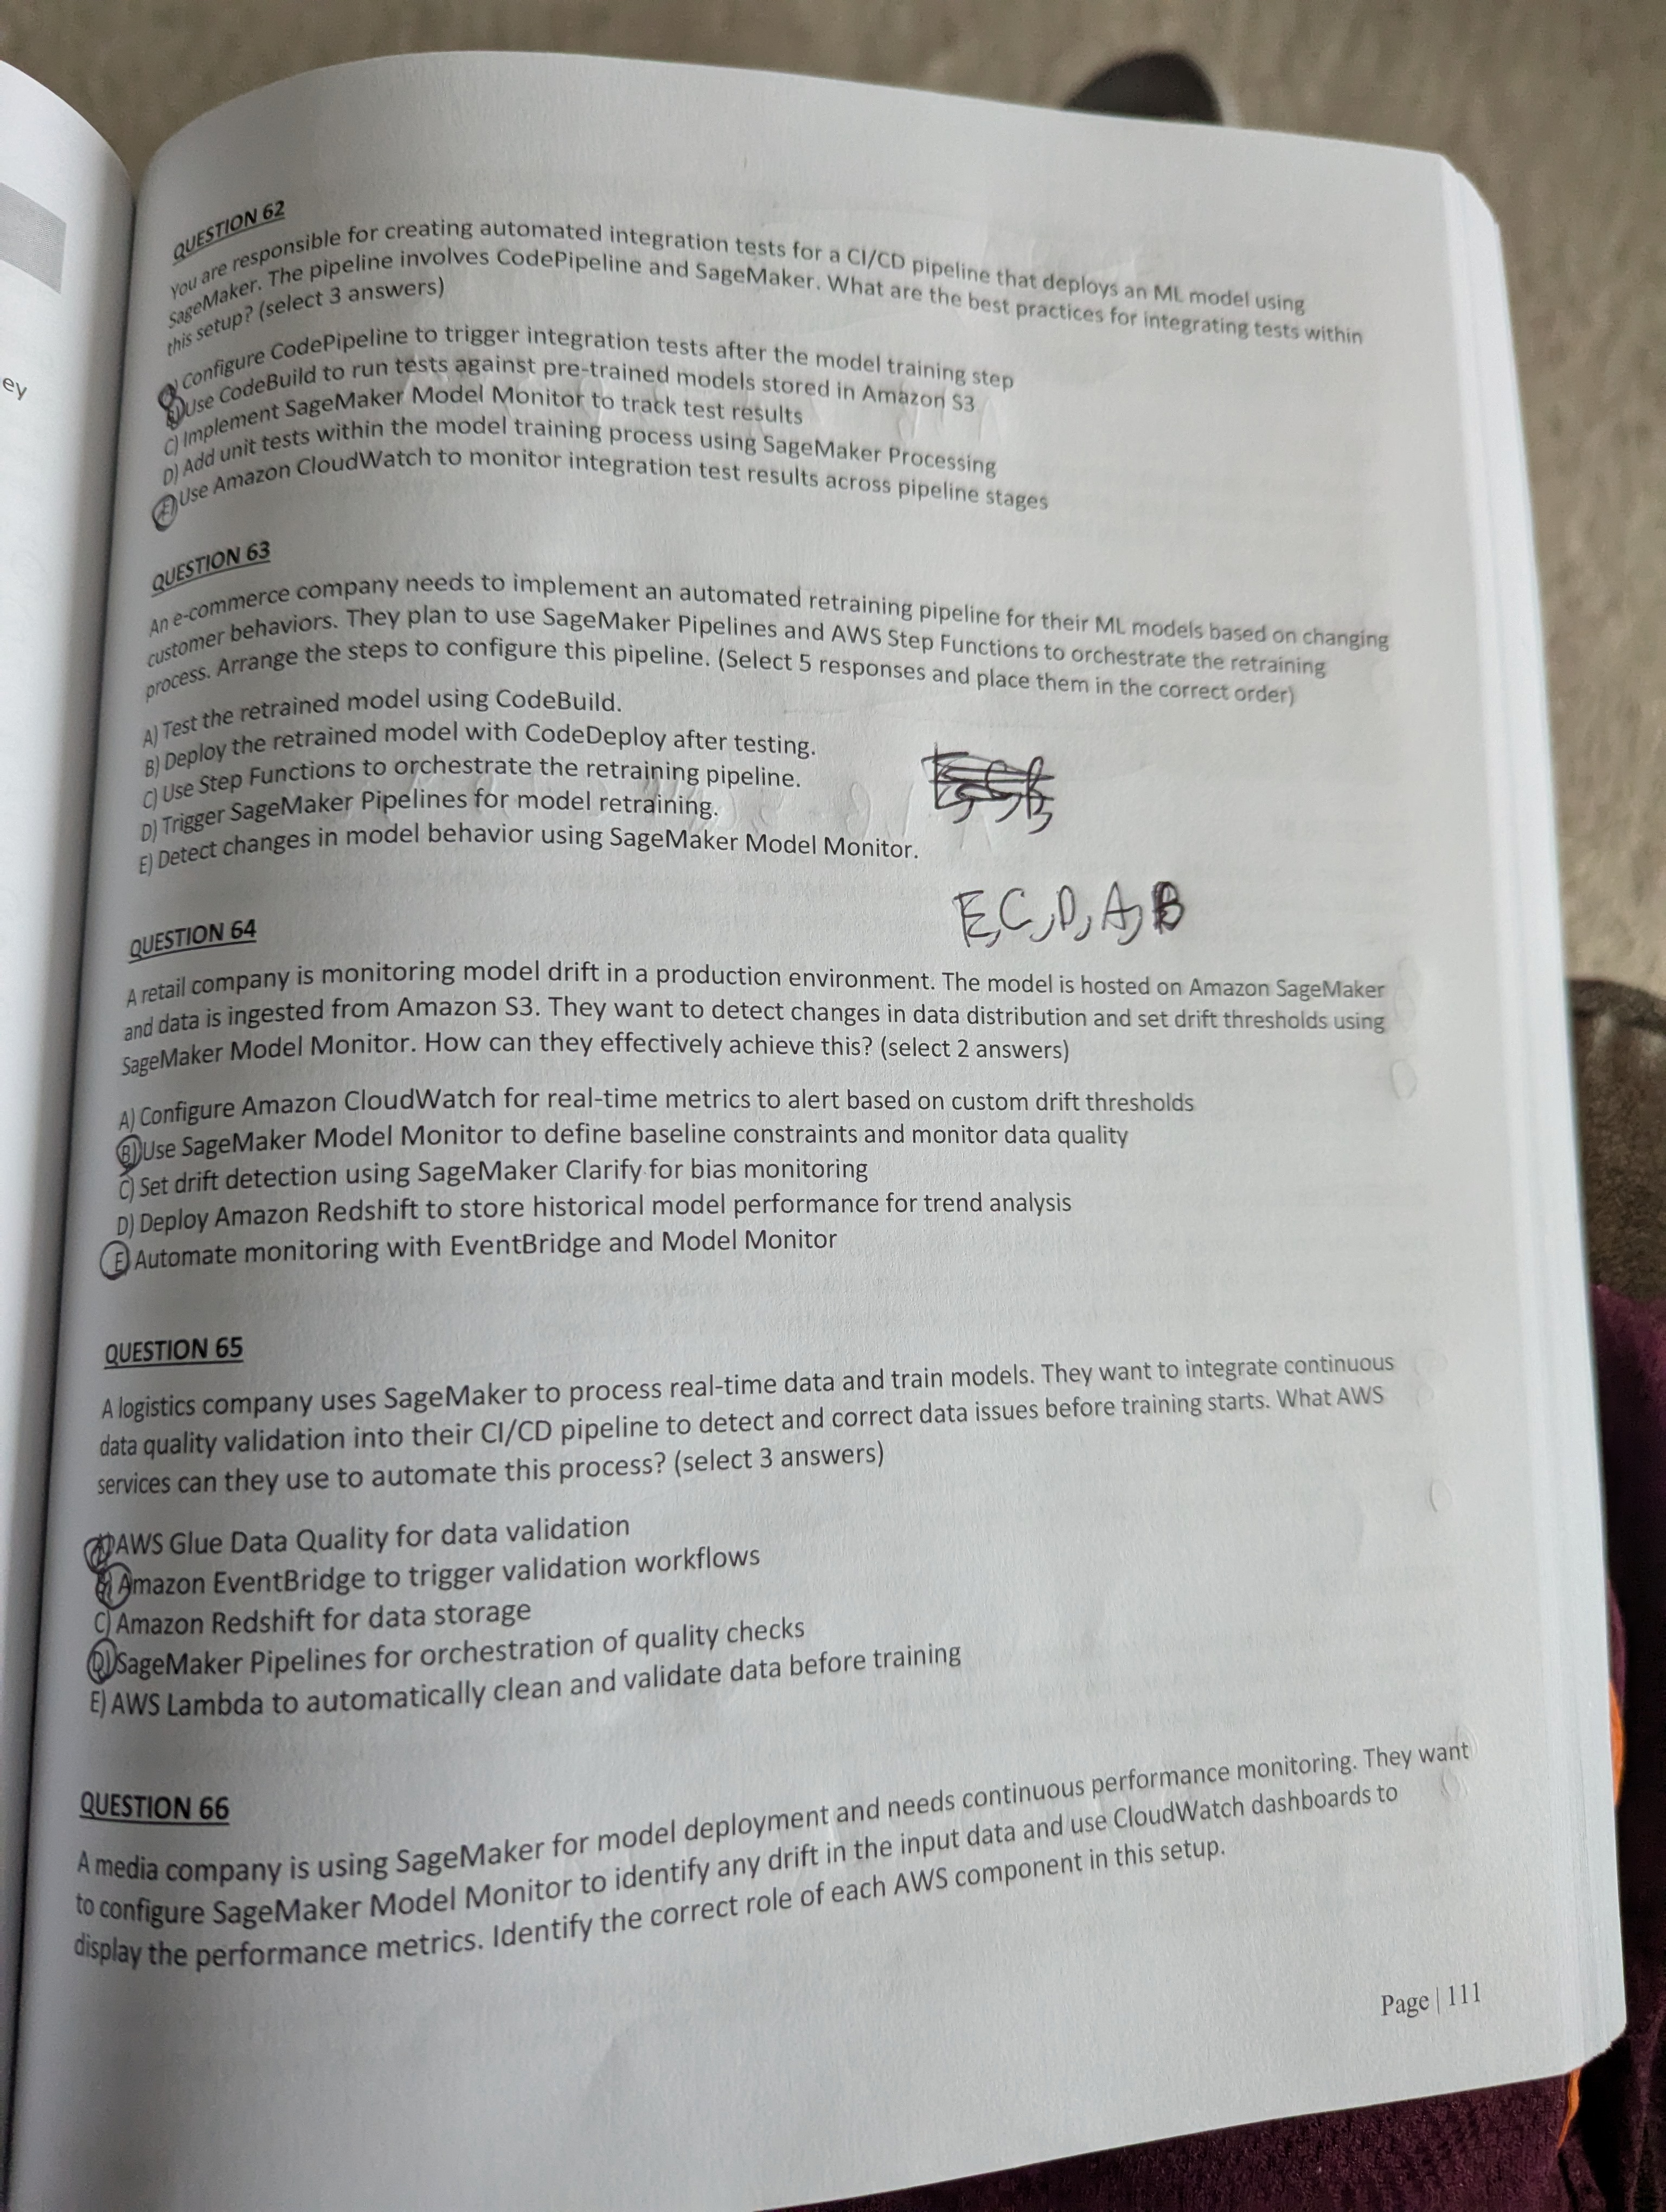 ey
QUESTION 62
You are responsible for creating automated integration tests for a CI/CD pipeline that deploys an ML model using
SageMaker. The pipeline involves CodePipeline and SageMaker. What are the best practices for integrating tests within
this setup? (select 3 answers)
A) Configure CodePipeline to trigger integration tests after the model training step
B) Use CodeBuild to run tests against pre-trained models stored in Amazon S3
C) Implement SageMaker Model Monitor to track test results
D) Add unit tests within the model training process using SageMaker Processing
E) Use Amazon CloudWatch to monitor integration test results across pipeline stages
QUESTION 63
An e-commerce company needs to implement an automated retraining pipeline for their ML models based on changing
customer behaviors. They plan to use SageMaker Pipelines and AWS Step Functions to orchestrate the retraining
process. Arrange the steps to configure this pipeline. (Select 5 responses and place them in the correct order)
A) Test the retrained model using CodeBuild.
B) Deploy the retrained model with CodeDeploy after testing.
C) Use Step Functions to orchestrate the retraining pipeline.
D) Trigger SageMaker Pipelines for model retraining.
E) Detect changes in model behavior using SageMaker Model Monitor.
E, C, D, A, B
QUESTION 64
A retail company is monitoring model drift in a production environment. The model is hosted on Amazon SageMaker
and data is ingested from Amazon S3. They want to detect changes in data distribution and set drift thresholds using
SageMaker Model Monitor. How can they effectively achieve this? (select 2 answers)
A) Configure Amazon CloudWatch for real-time metrics to alert based on custom drift thresholds
B) Use SageMaker Model Monitor to define baseline constraints and monitor data quality
C) Set drift detection using SageMaker Clarify for bias monitoring
D) Deploy Amazon Redshift to store historical model performance for trend analysis
E) Automate monitoring with EventBridge and Model Monitor
QUESTION 65
A logistics company uses SageMaker to process real-time data and train models. They want to integrate continuous
data quality validation into their CI/CD pipeline to detect and correct data issues before training starts. What AWS
services can they use to automate this process? (select 3 answers)
A) AWS Glue Data Quality for data validation
B) Amazon EventBridge to trigger validation workflows
C) Amazon Redshift for data storage
D) SageMaker Pipelines for orchestration of quality checks
E) AWS Lambda to automatically clean and validate data before training
QUESTION 66
A media company is using SageMaker for model deployment and needs continuous performance monitoring. They want
to configure SageMaker Model Monitor to identify any drift in the input data and use CloudWatch dashboards to
display the performance metrics. Identify the correct role of each AWS component in this setup.
Page | 111